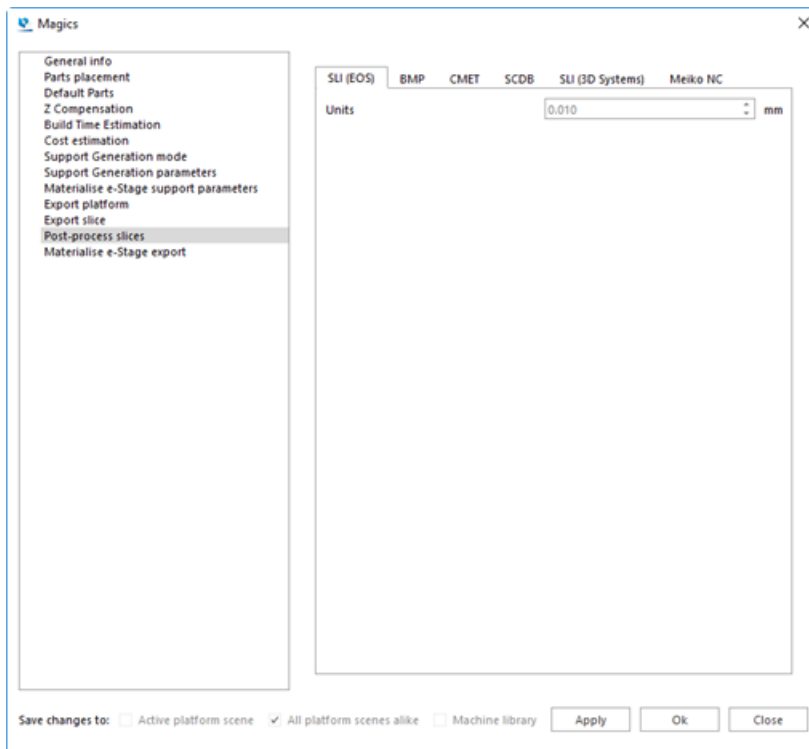 Magics
General info
Parts placement
Default Parts
Z Compensation
Build Time Estimation
Cost estimation
Support Generation mode
Support Generation parameters
Materialise e-Stage support parameters
Export platform
Export slice
Post-process slices
Materialise e-Stage export
SLI (EOS) BMP CMET SCDB SLI (3D Systems) Meiko NC
Units 0.010 mm
Save changes to: Active platform scene All platform scenes alike Machine library Apply Ok Close